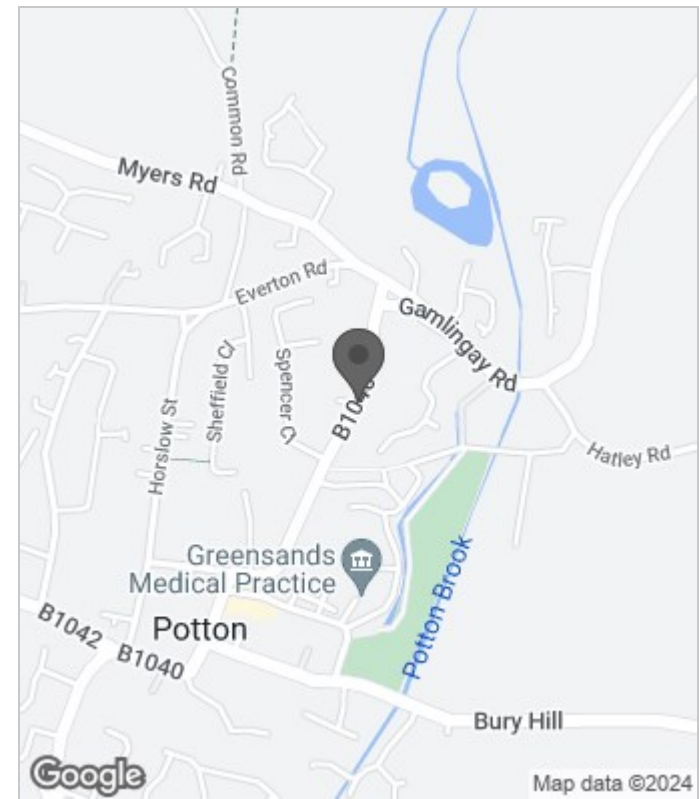 Common Rd
Myers Rd
Everton Rd
Gamlingay Rd
Sheffield Cl
Spencer Cl
Horslow St
B1040
Hatley Rd
Greensands
Medical Practice
Potton Brook
B1042
B1040
Potton
Bury Hill
Google
Map data ©2024